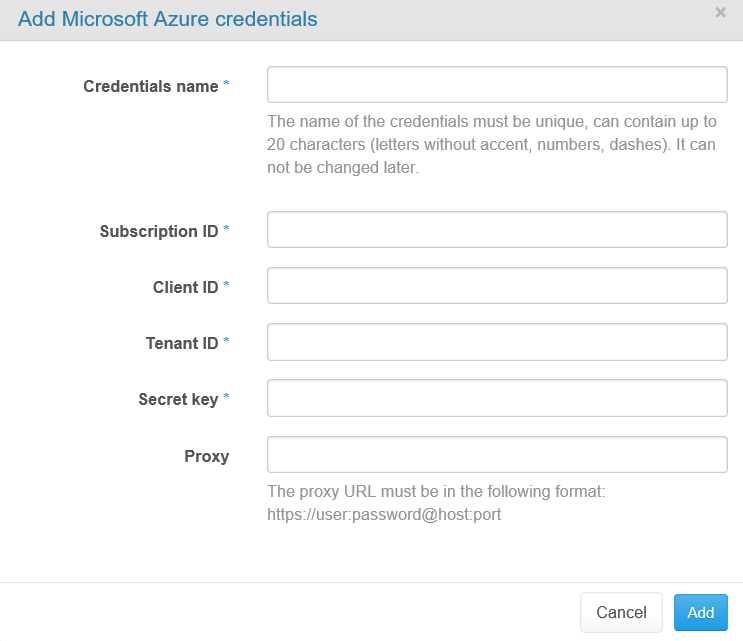 Add Microsoft Azure credentials
×
Credentials name *
The name of the credentials must be unique, can contain up to
20 characters (letters without accent, numbers, dashes). It can
not be changed later.
Subscription ID *
Client ID *
Tenant ID *
Secret key *
Proxy
The proxy URL must be in the following format:
https://user:password@host:port
Cancel
Add